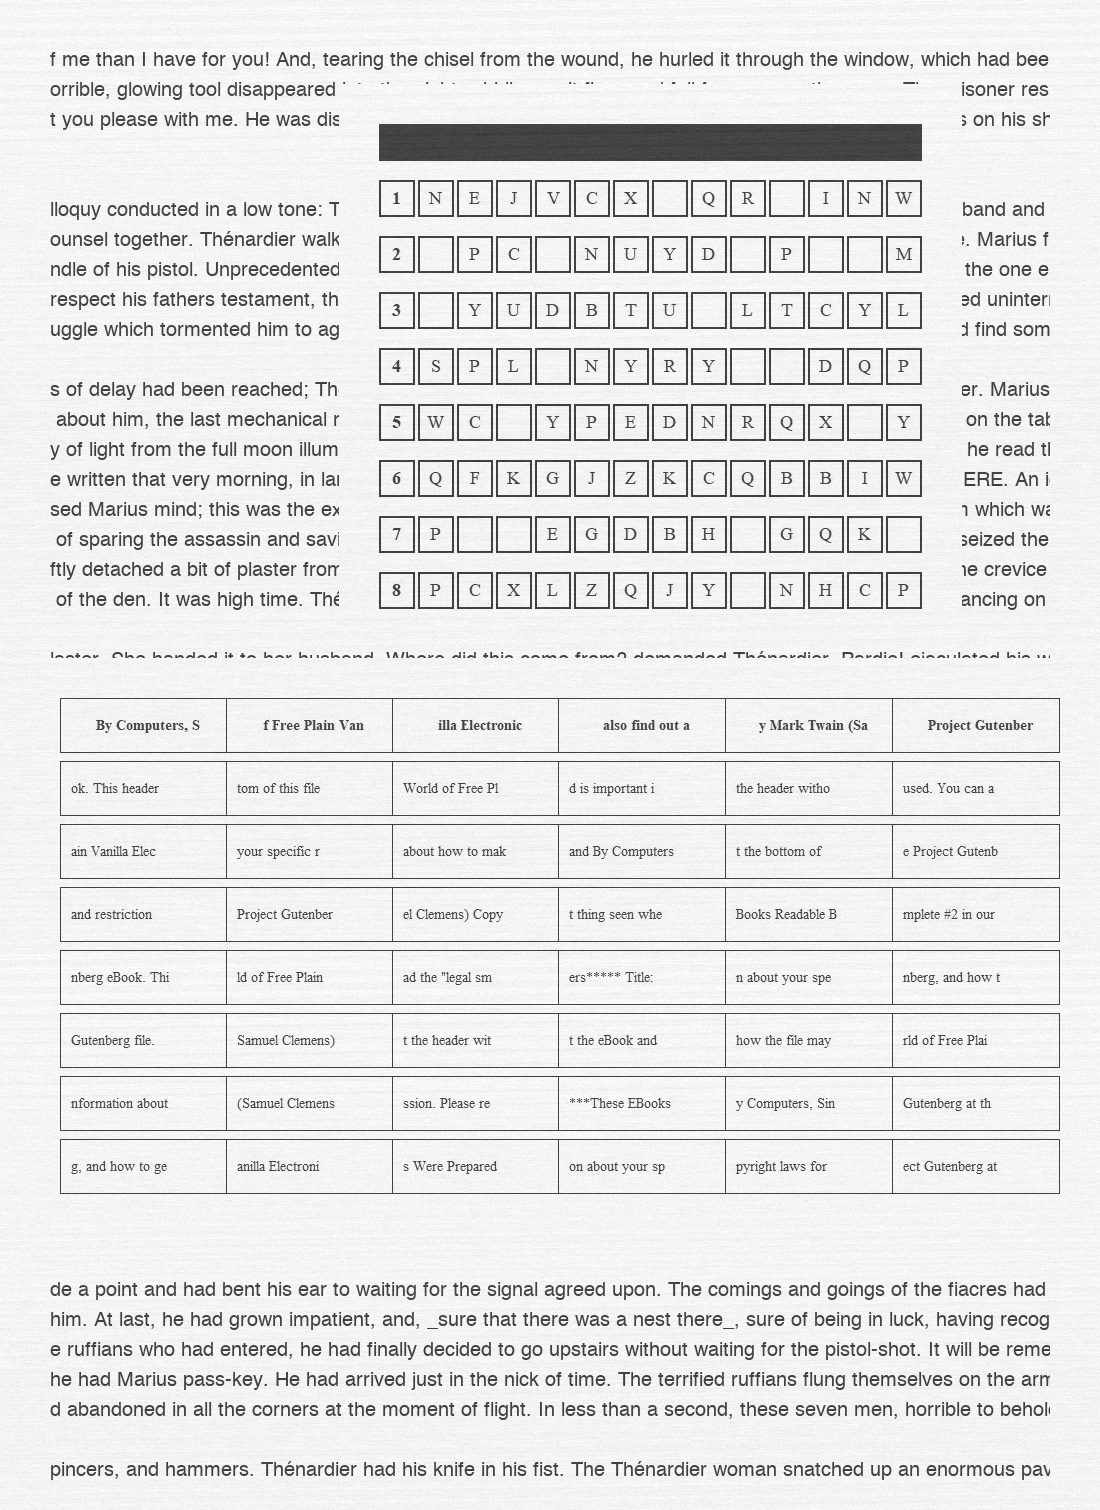 f me than I have for you! And, tearing the chisel from the wound, he hurled it through the window, which had bee
orrible, glowing tool disappeared
isoner res
t you please with me. He was dis
s on his sh
lloquy conducted in a low tone: T
band and
ounsel together. Thénardier walk
e. Marius f
ndle of his pistol. Unprecedented
the one e
respect his fathers testament, th
ed uninterr
uggle which tormented him to ag
d find som
s of delay had been reached; Th
er. Marius
about him, the last mechanical r
on the tab
y of light from the full moon illum
he read th
e written that very morning, in lar
ERE. An i
sed Marius mind; this was the ex
n which wa
of sparing the assassin and savi
seized the
ftly detached a bit of plaster from
he crevice
of the den. It was high time. Thé
ancing on
1 N E J V C X Q R I N W
2 P C N U Y D P M
3 Y U D B T U L T C Y L
4 S P L N Y R Y D Q P
5 W C Y P E D N R Q X Y
6 Q F K G J Z K C Q B B I W
7 P E G D B H G Q K
8 P C X L Z Q J Y N H C P
laster. She handed it to her husband. Where did this come from? demanded Thénardier. Pardie! ejaculated his w
By Computers, S f Free Plain Van illa Electronic also find out a y Mark Twain (Sa Project Gutenber
ok. This header tom of this file World of Free Pl d is important i the header witho used. You can a
ain Vanilla Elec your specific r about how to mak and By Computers t the bottom of e Project Gutenb
and restriction Project Gutenber el Clemens) Copy t thing seen whe Books Readable B mplete #2 in our
nberg eBook. Thi ld of Free Plain ad the "legal sm ers***** Title: n about your spe nberg, and how t
Gutenberg file. Samuel Clemens) t the header wit t the eBook and how the file may rld of Free Plai
nformation about (Samuel Clemens ssion. Please re ***These EBooks y Computers, Sin Gutenberg at th
g, and how to ge anilla Electroni s Were Prepared on about your sp pyright laws for ect Gutenberg at
de a point and had bent his ear to waiting for the signal agreed upon. The comings and goings of the fiacres had
him. At last, he had grown impatient, and, _sure that there was a nest there_, sure of being in luck, having recog
e ruffians who had entered, he had finally decided to go upstairs without waiting for the pistol-shot. It will be reme
he had Marius pass-key. He had arrived just in the nick of time. The terrified ruffians flung themselves on the arm
d abandoned in all the corners at the moment of flight. In less than a second, these seven men, horrible to behol
pincers, and hammers. Thénardier had his knife in his fist. The Thénardier woman snatched up an enormous pav